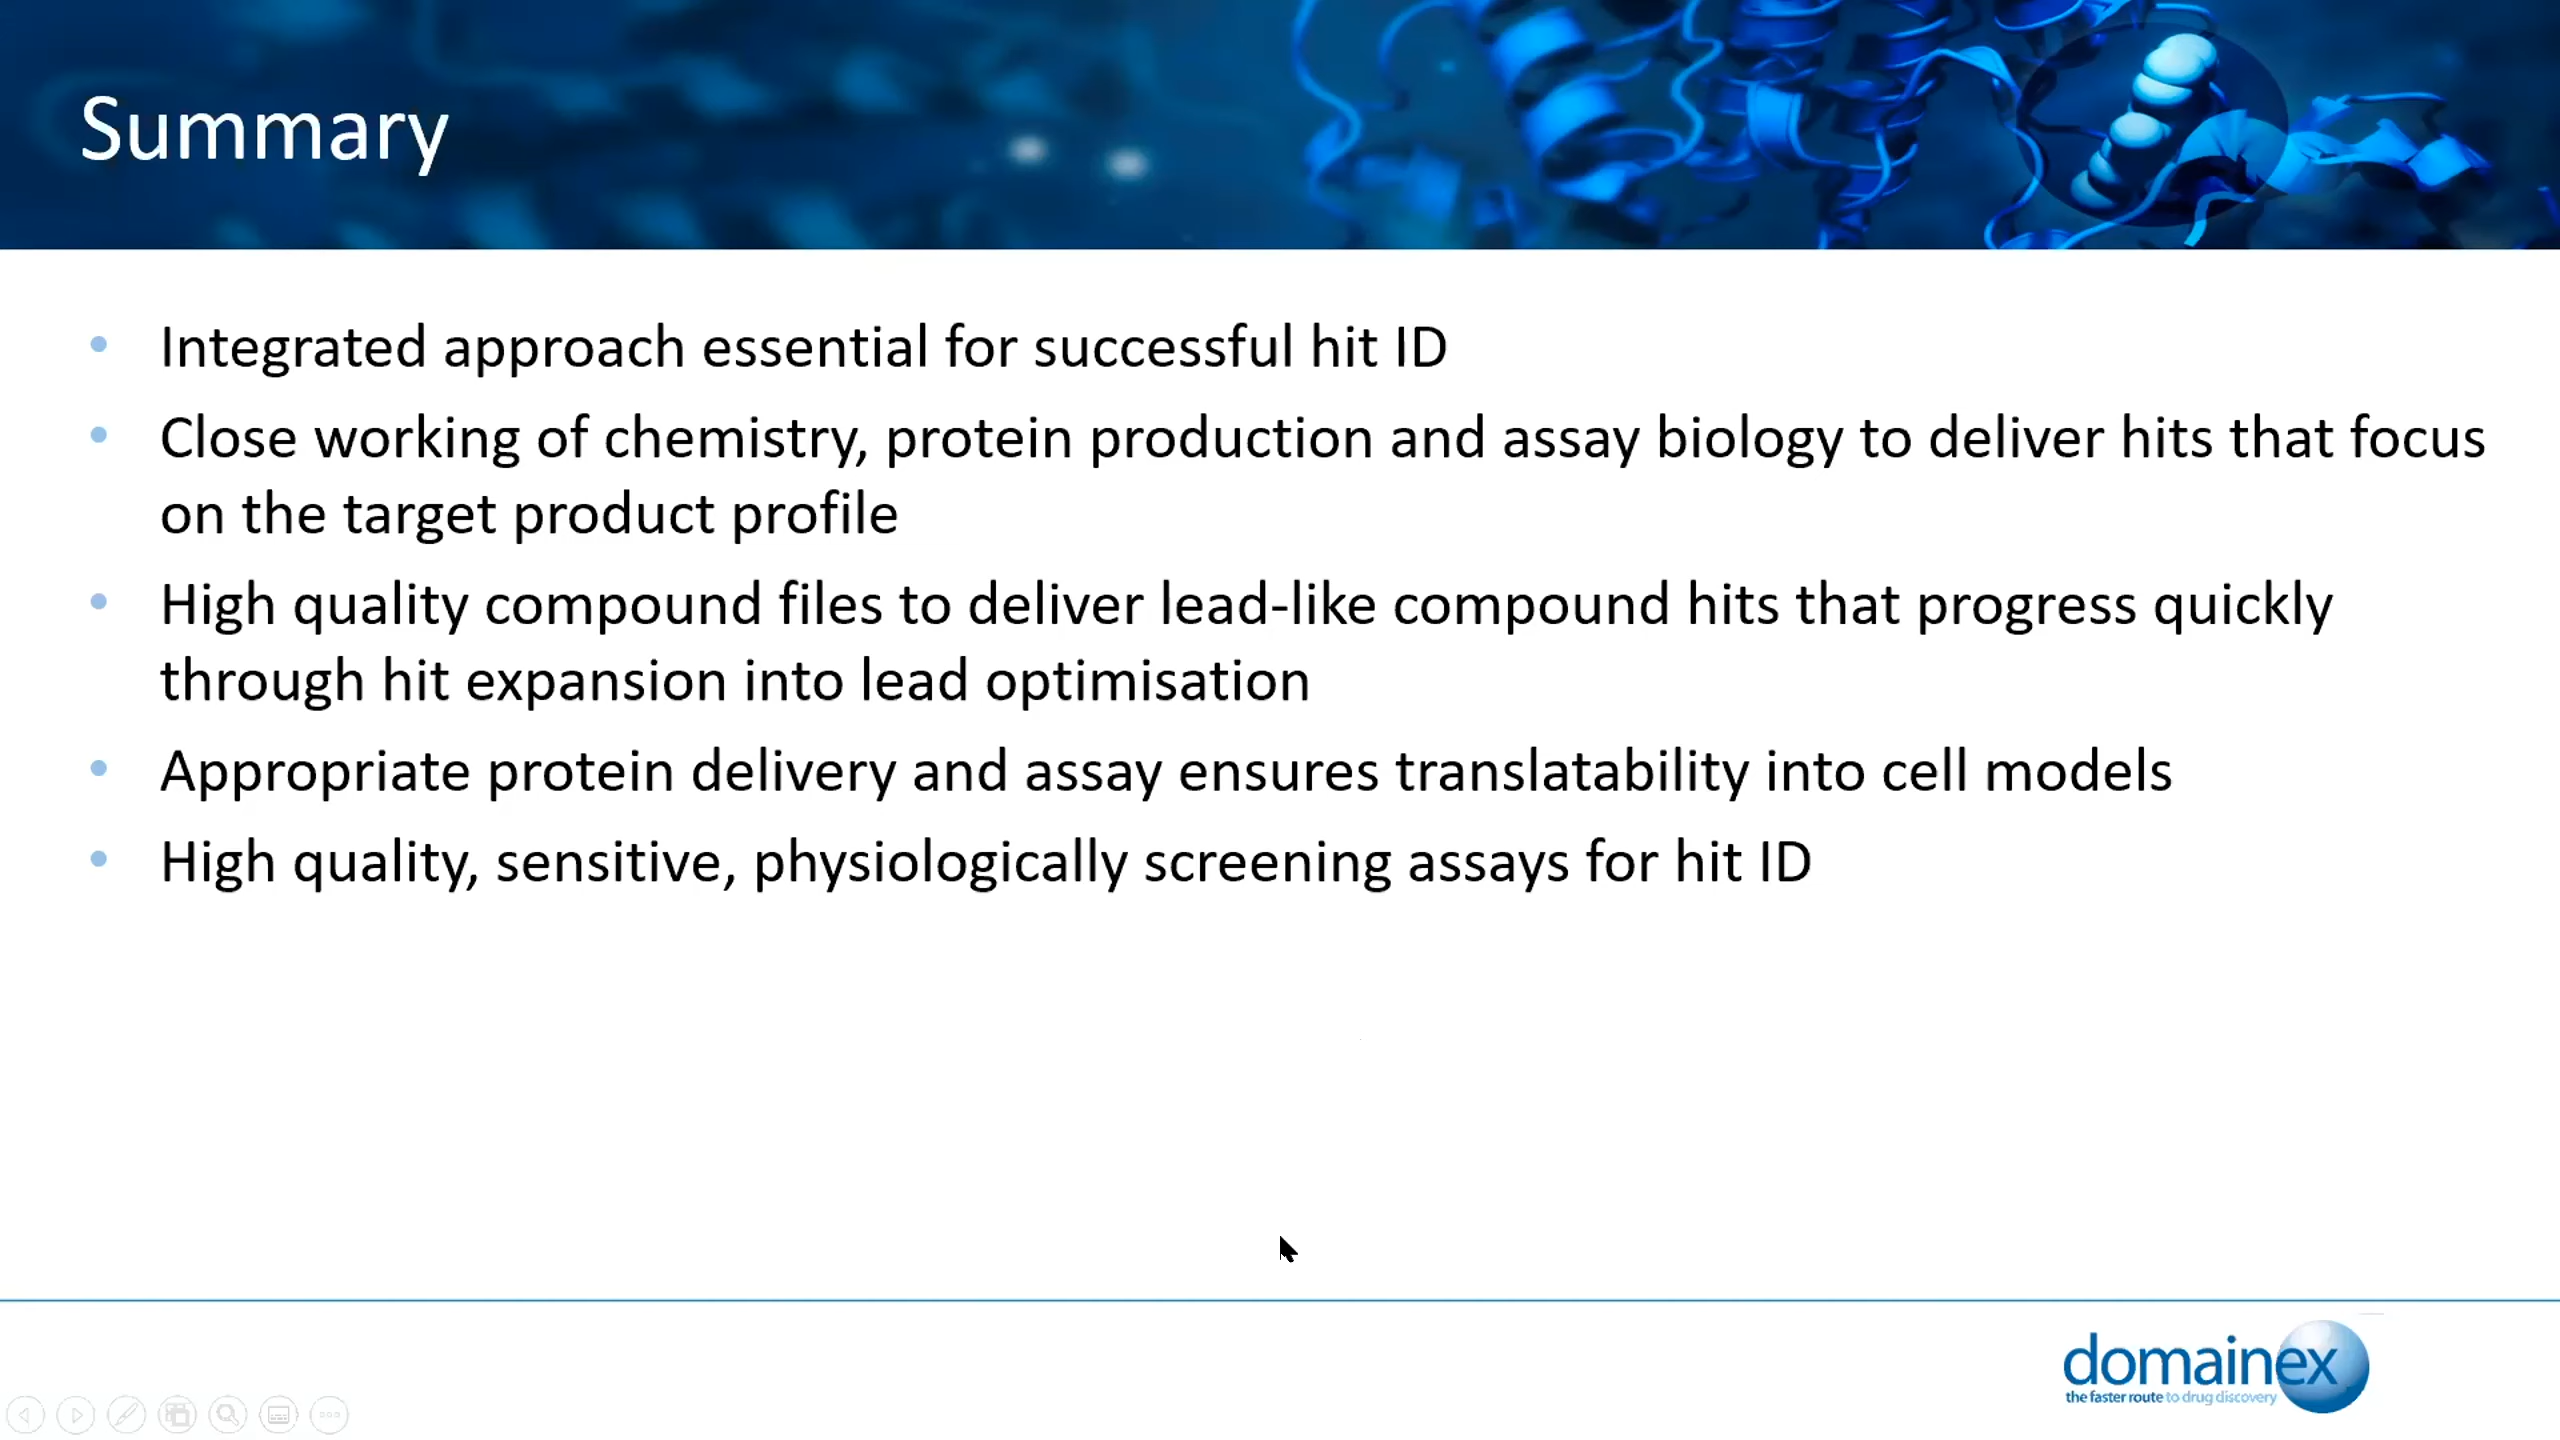 Summary
• Integrated approach essential for successful hit ID
• Close working of chemistry, protein production and assay biology to deliver hits that focus
on the target product profile
• High quality compound files to deliver lead-like compound hits that progress quickly
through hit expansion into lead optimisation
• Appropriate protein delivery and assay ensures translatability into cell models
• High quality, sensitive, physiologically screening assays for hit ID
domainex
the faster route to drug discovery